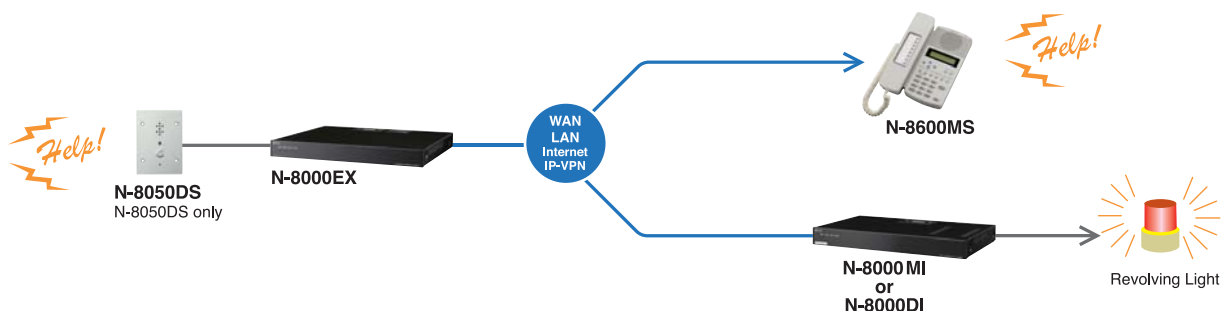 Help!
N-8050DS
N-8050DS only
N-8000EX
WAN
LAN
Internet
IP-VPN
N-8600MS
Help!
N-8000MI
or
N-8000DI
Revolving Light